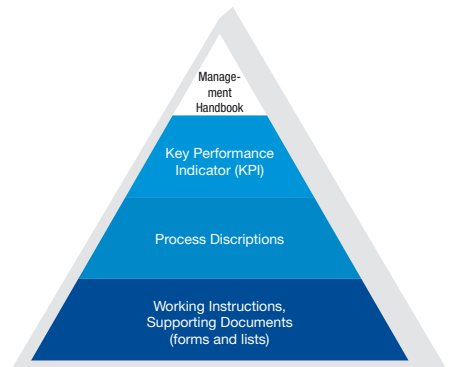 Manage-
ment
Handbook
Key Performance
Indicator (KPI)
Process Discriptions
Working Instructions,
Supporting Documents
(forms and lists)